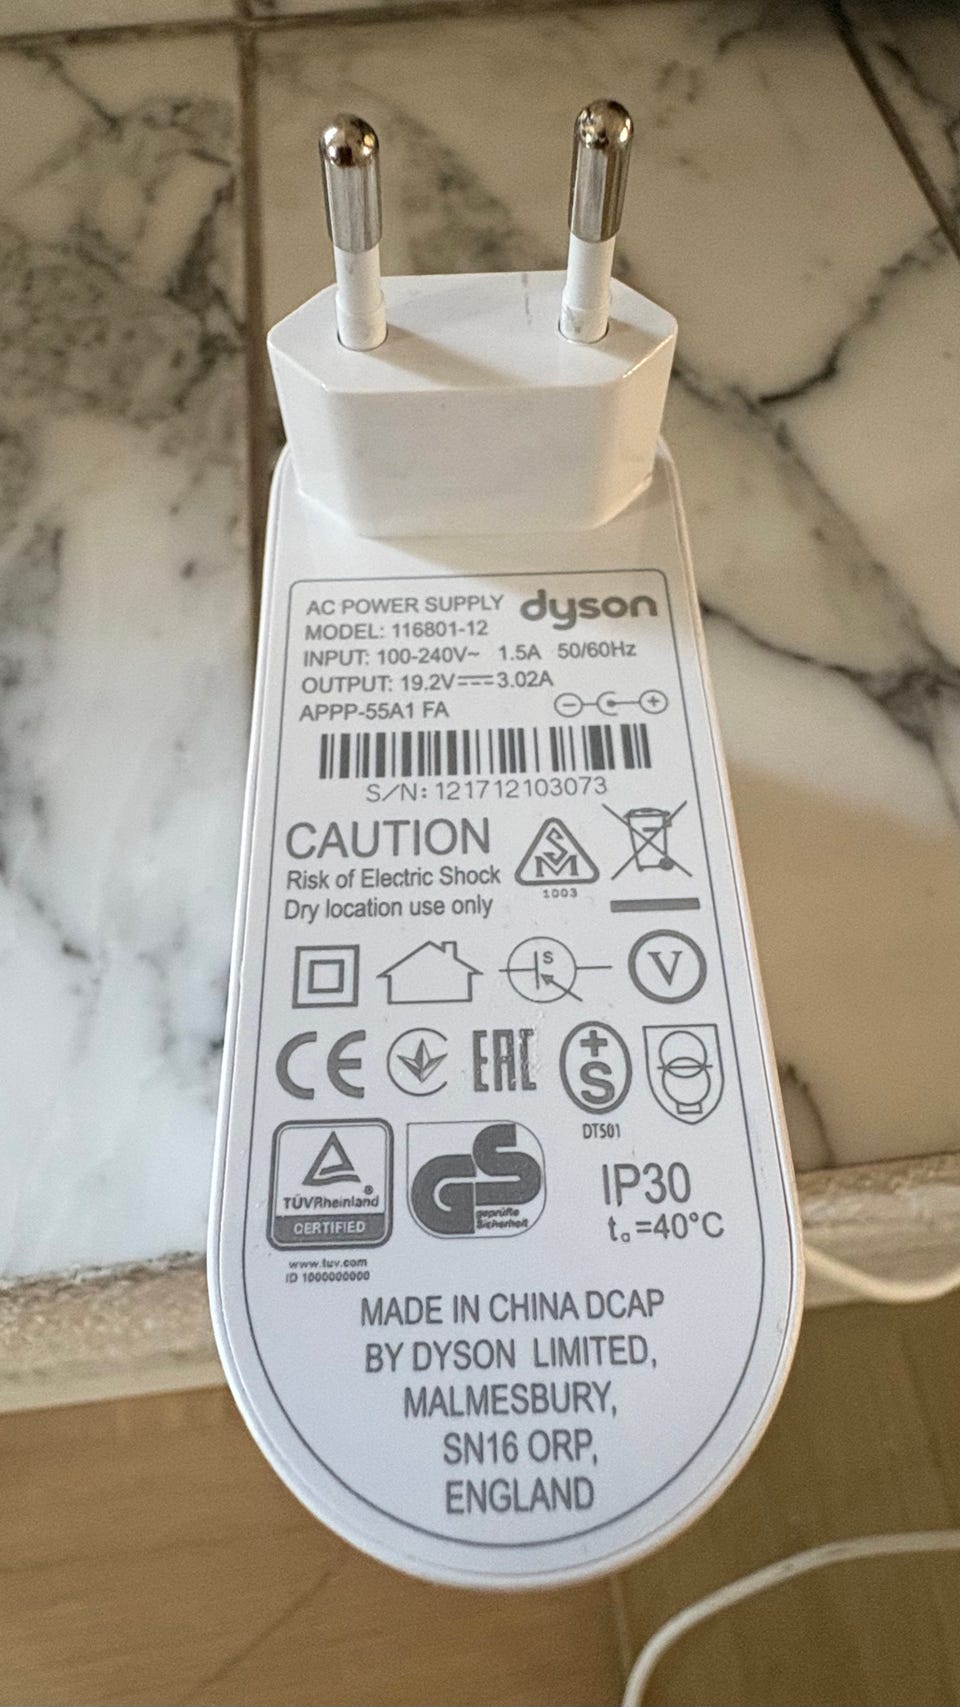 AC POWER SUPPLY dyson
MODEL: 116801-12
INPUT: 100-240V~ 1.5A 50/60Hz
OUTPUT: 19.2V⎓3.02A
APPP-55A1 FA
S/N: 121712103073
CAUTION
Risk of Electric Shock
Dry location use only
SM
1003
S
V
CE EAC +S
DTS01
TÜVRheinland®
CERTIFIED
GS
geprüfte
Sicherheit
IP30
ta=40°C
www.tuv.com
ID 1000000000
MADE IN CHINA DCAP
BY DYSON LIMITED,
MALMESBURY,
SN16 ORP,
ENGLAND